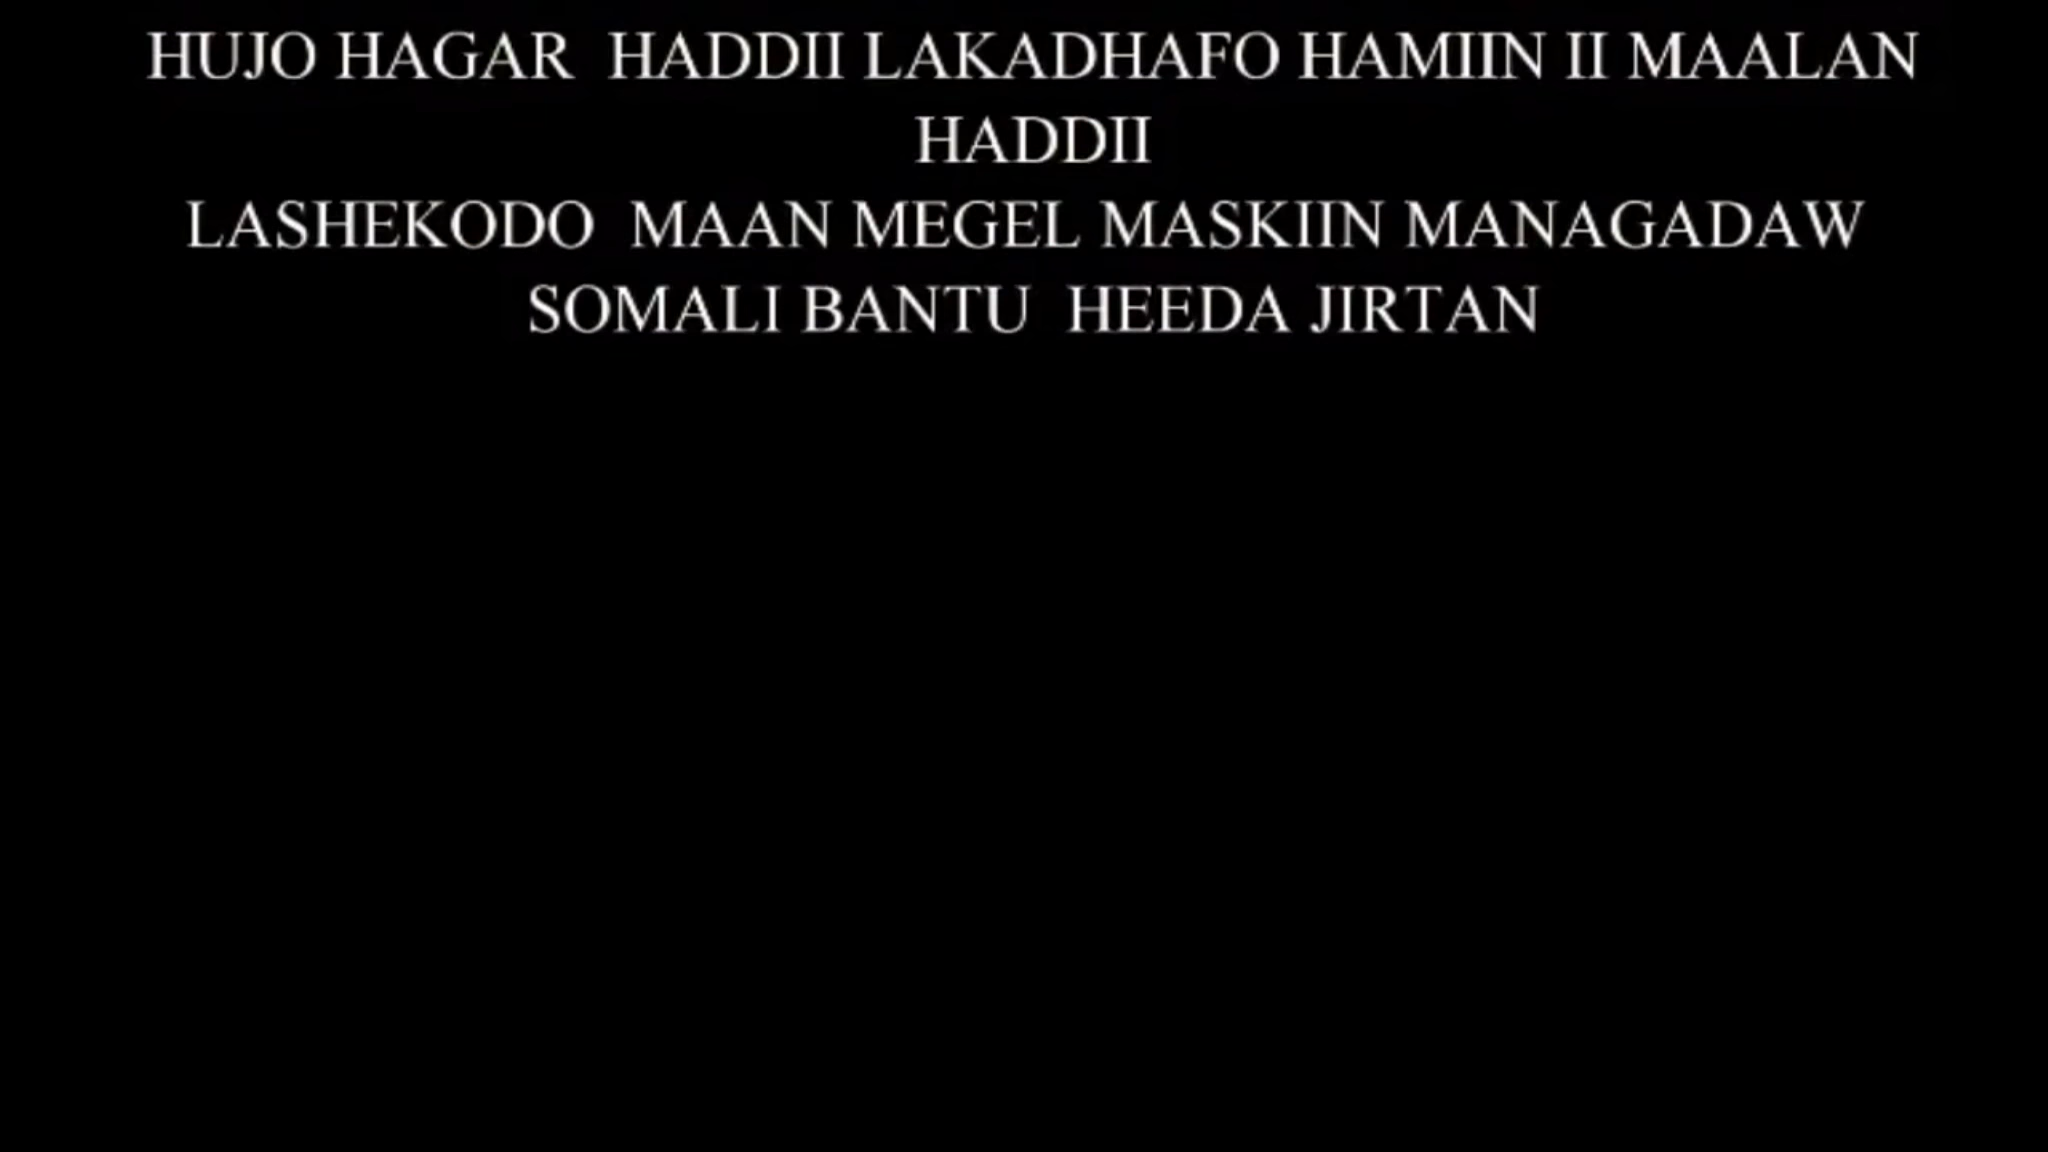 HUJO HAGAR  HADDII LAKADHAFO HAMIIN II MAALAN
HADDII
LASHEKODO  MAAN MEGEL MASKIIN MANAGADAW
SOMALI BANTU  HEEDA JIRTAN